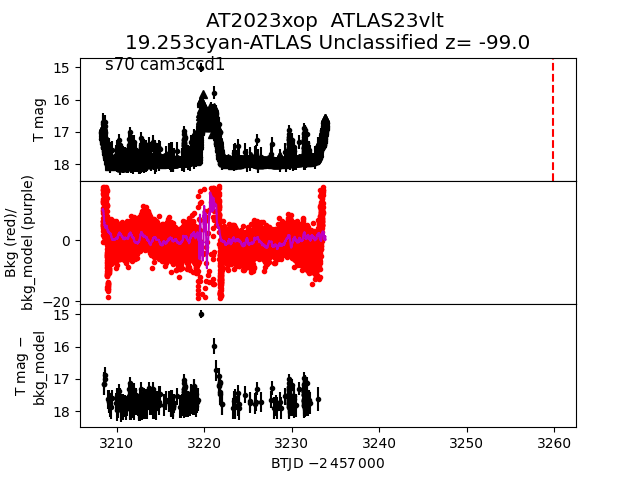 AT2023xop  ATLAS23vlt
19.253cyan-ATLAS Unclassified z= -99.0
s70 cam3ccd1
15
16
17
18
T mag
0
−20
Bkg (red)/
bkg_model (purple)
15
16
17
18
T mag −
bkg_model
3210
3220
3230
3240
3250
3260
BTJD −2 457 000